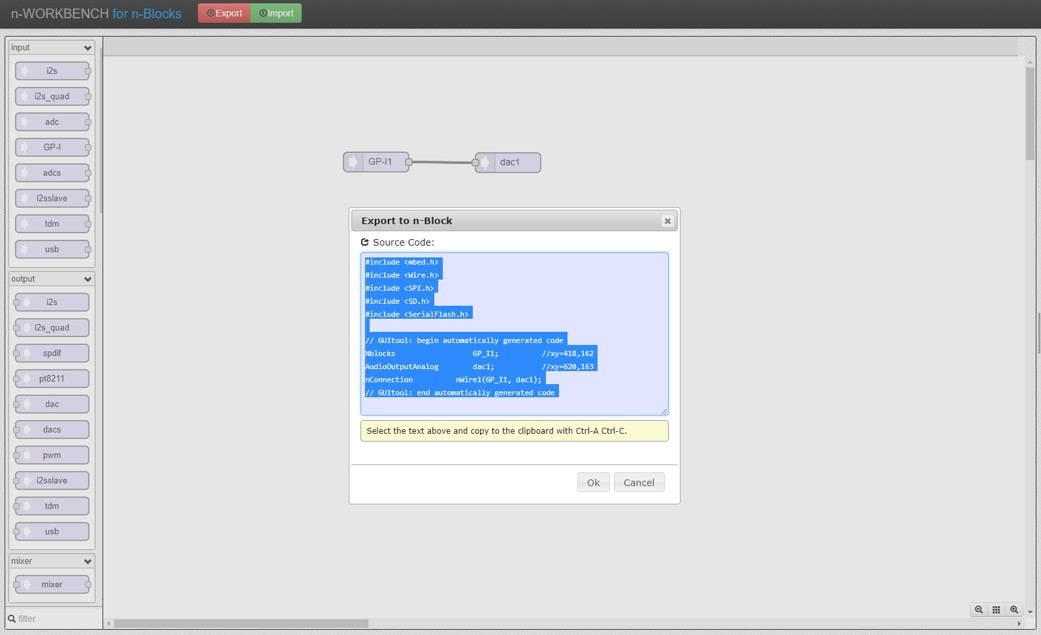 n-WORKBENCH for n-Blocks
Export
Import
input
i2s
i2s_quad
adc
GP-I
adcs
i2sslave
tdm
usb
output
i2s
i2s_quad
spdif
pt8211
dac
dacs
pwm
i2sslave
tdm
usb
mixer
mixer
filter
GP-I1
dac1
Export to n-Block
Source Code:
#include <mbed.h>
#include <Wire.h>
#include <SPI.h>
#include <SD.h>
#include <SerialFlash.h>
// GUItool: begin automatically generated code
Nblocks GP_I1; //xy=418,162
AudioOutputAnalog dac1; //xy=620,163
nConnection nWire1(GP_I1, dac1);
// GUItool: end automatically generated code
Select the text above and copy to the clipboard with Ctrl-A Ctrl-C.
Ok
Cancel